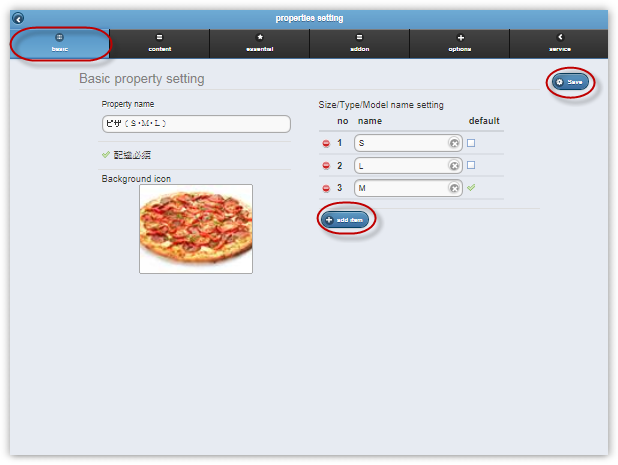 properties setting
basic content essential addon options service
Basic property setting
Save
Property name
ピザ（S・M・L）
配膳必須
Background icon
Size/Type/Model name setting
no name default
1 S
2 L
3 M
add item